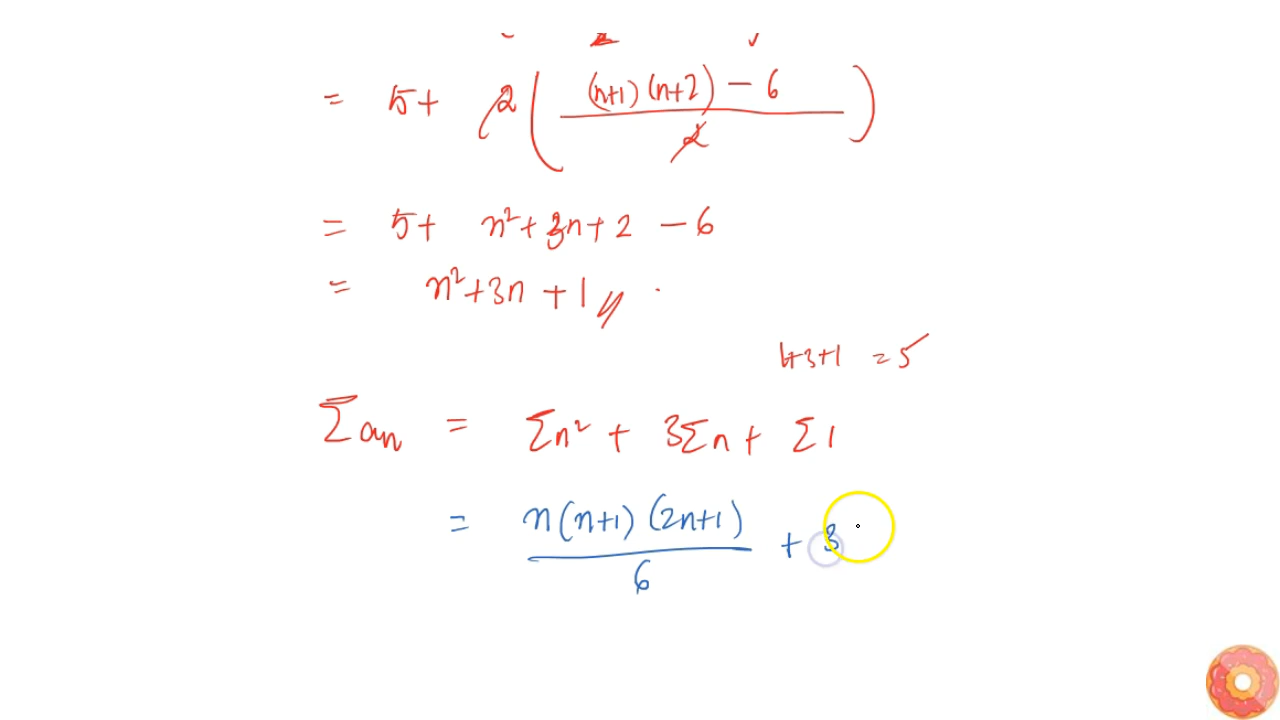 = 5+ 2( (n+1)(n+2) - 6 / 2 )
= 5+ n²+3n+2 - 6
= n²+3n+1
4+3+1 = 5
Σan = Σn² + 3Σn + Σ1
= n(n+1)(2n+1) / 6 + 3